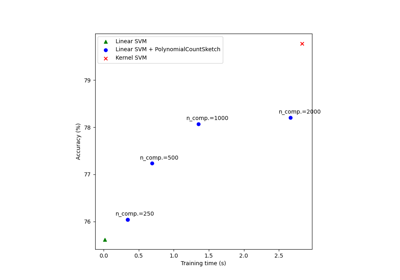 Linear SVM
Linear SVM + PolynomialCountSketch
Kernel SVM
79
n_comp.=2000
n_comp.=1000
78
n_comp.=500
77
n_comp.=250
76
Accuracy (%)
0.0 0.5 1.0 1.5 2.0 2.5
Training time (s)